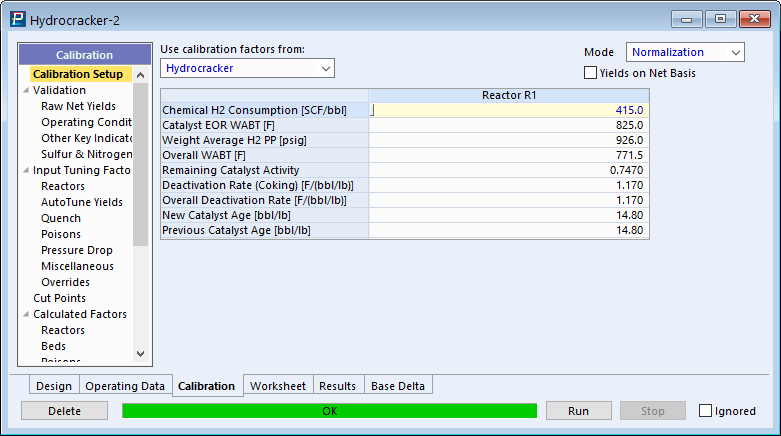 Hydrocracker-2
Calibration
Calibration Setup
Validation
Raw Net Yields
Operating Condit
Other Key Indicato
Sulfur & Nitrogen
Input Tuning Facto
Reactors
AutoTune Yields
Quench
Poisons
Pressure Drop
Miscellaneous
Overrides
Cut Points
Calculated Factors
Reactors
Beds
Poisons
Use calibration factors from:
Hydrocracker
Mode Normalization
Yields on Net Basis
Reactor R1
Chemical H2 Consumption [SCF/bbl] 415.0
Catalyst EOR WABT [F] 825.0
Weight Average H2 PP [psig] 926.0
Overall WABT [F] 771.5
Remaining Catalyst Activity 0.7470
Deactivation Rate (Coking) [F/(bbl/lb)] 1.170
Overall Deactivation Rate [F/(bbl/lb)] 1.170
New Catalyst Age [bbl/lb] 14.80
Previous Catalyst Age [bbl/lb] 14.80
Design Operating Data Calibration Worksheet Results Base Delta
Delete OK Run Stop Ignored